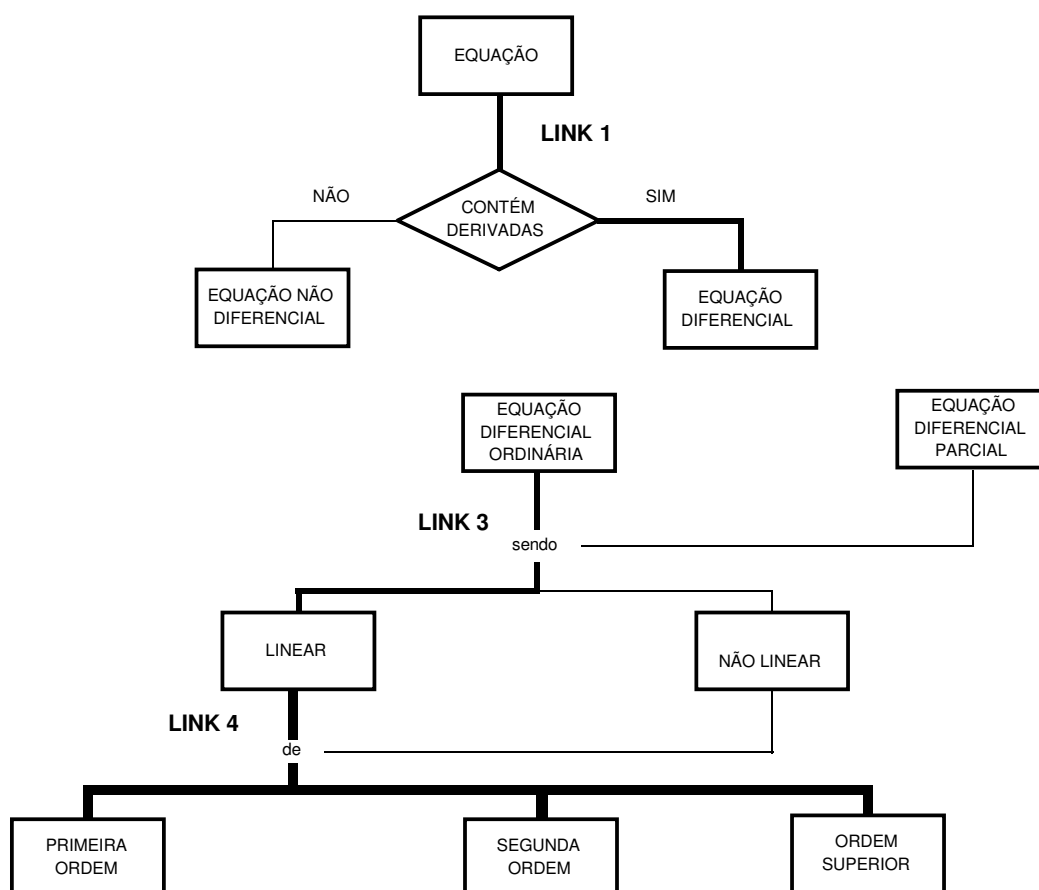 EQUAÇÃO
LINK 1
NÃO
SIM
CONTÉM
DERIVADAS
EQUAÇÃO NÃO
DIFERENCIAL
EQUAÇÃO
DIFERENCIAL
EQUAÇÃO
DIFERENCIAL
ORDINÁRIA
EQUAÇÃO
DIFERENCIAL
PARCIAL
LINK 3
sendo
LINEAR
NÃO LINEAR
LINK 4
de
PRIMEIRA
ORDEM
SEGUNDA
ORDEM
ORDEM
SUPERIOR